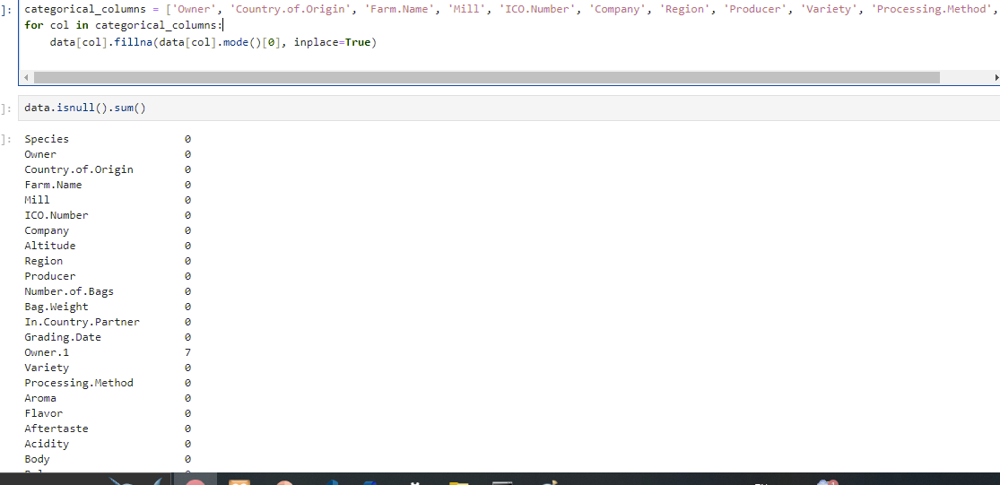 ]: categorical_columns = ['Owner', 'Country.of.Origin', 'Farm.Name', 'Mill', 'ICO.Number', 'Company', 'Region', 'Producer', 'Variety', 'Processing.Method',
for col in categorical_columns:
    data[col].fillna(data[col].mode()[0], inplace=True)
]: data.isnull().sum()
]: Species 0
Owner 0
Country.of.Origin 0
Farm.Name 0
Mill 0
ICO.Number 0
Company 0
Altitude 0
Region 0
Producer 0
Number.of.Bags 0
Bag.Weight 0
In.Country.Partner 0
Grading.Date 0
Owner.1 7
Variety 0
Processing.Method 0
Aroma 0
Flavor 0
Aftertaste 0
Acidity 0
Body 0